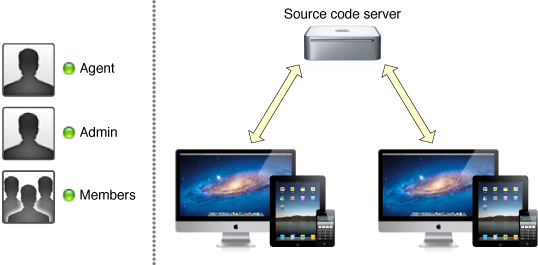 Source code server
Agent
Admin
Members